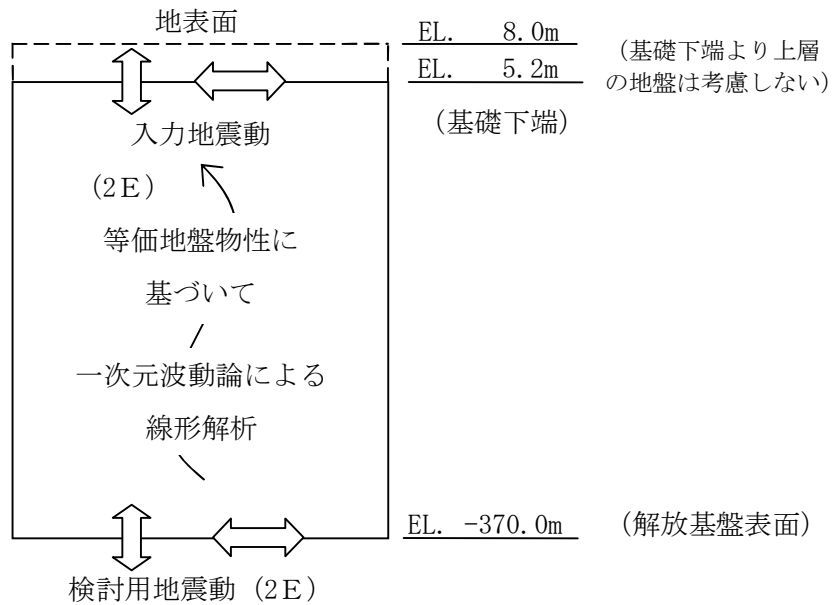 地表面
EL. 8.0m
EL. 5.2m
(基礎下端より上層
の地盤は考慮しない)
(基礎下端)
入力地震動
(2E)
等価地盤物性に
基づいて
一次元波動論による
線形解析
EL. -370.0m (解放基盤表面)
検討用地震動 (2E)